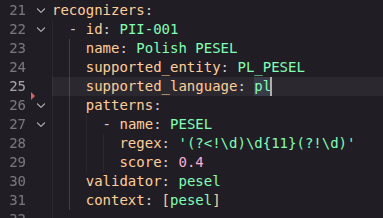 21 recognizers:
22 - id: PII-001
23 name: Polish PESEL
24 supported_entity: PL_PESEL
25 supported_language: pl
26 patterns:
27 - name: PESEL
28 regex: '(?<!\d)\d{11}(?!\d)'
29 score: 0.4
30 validator: pesel
31 context: [pesel]